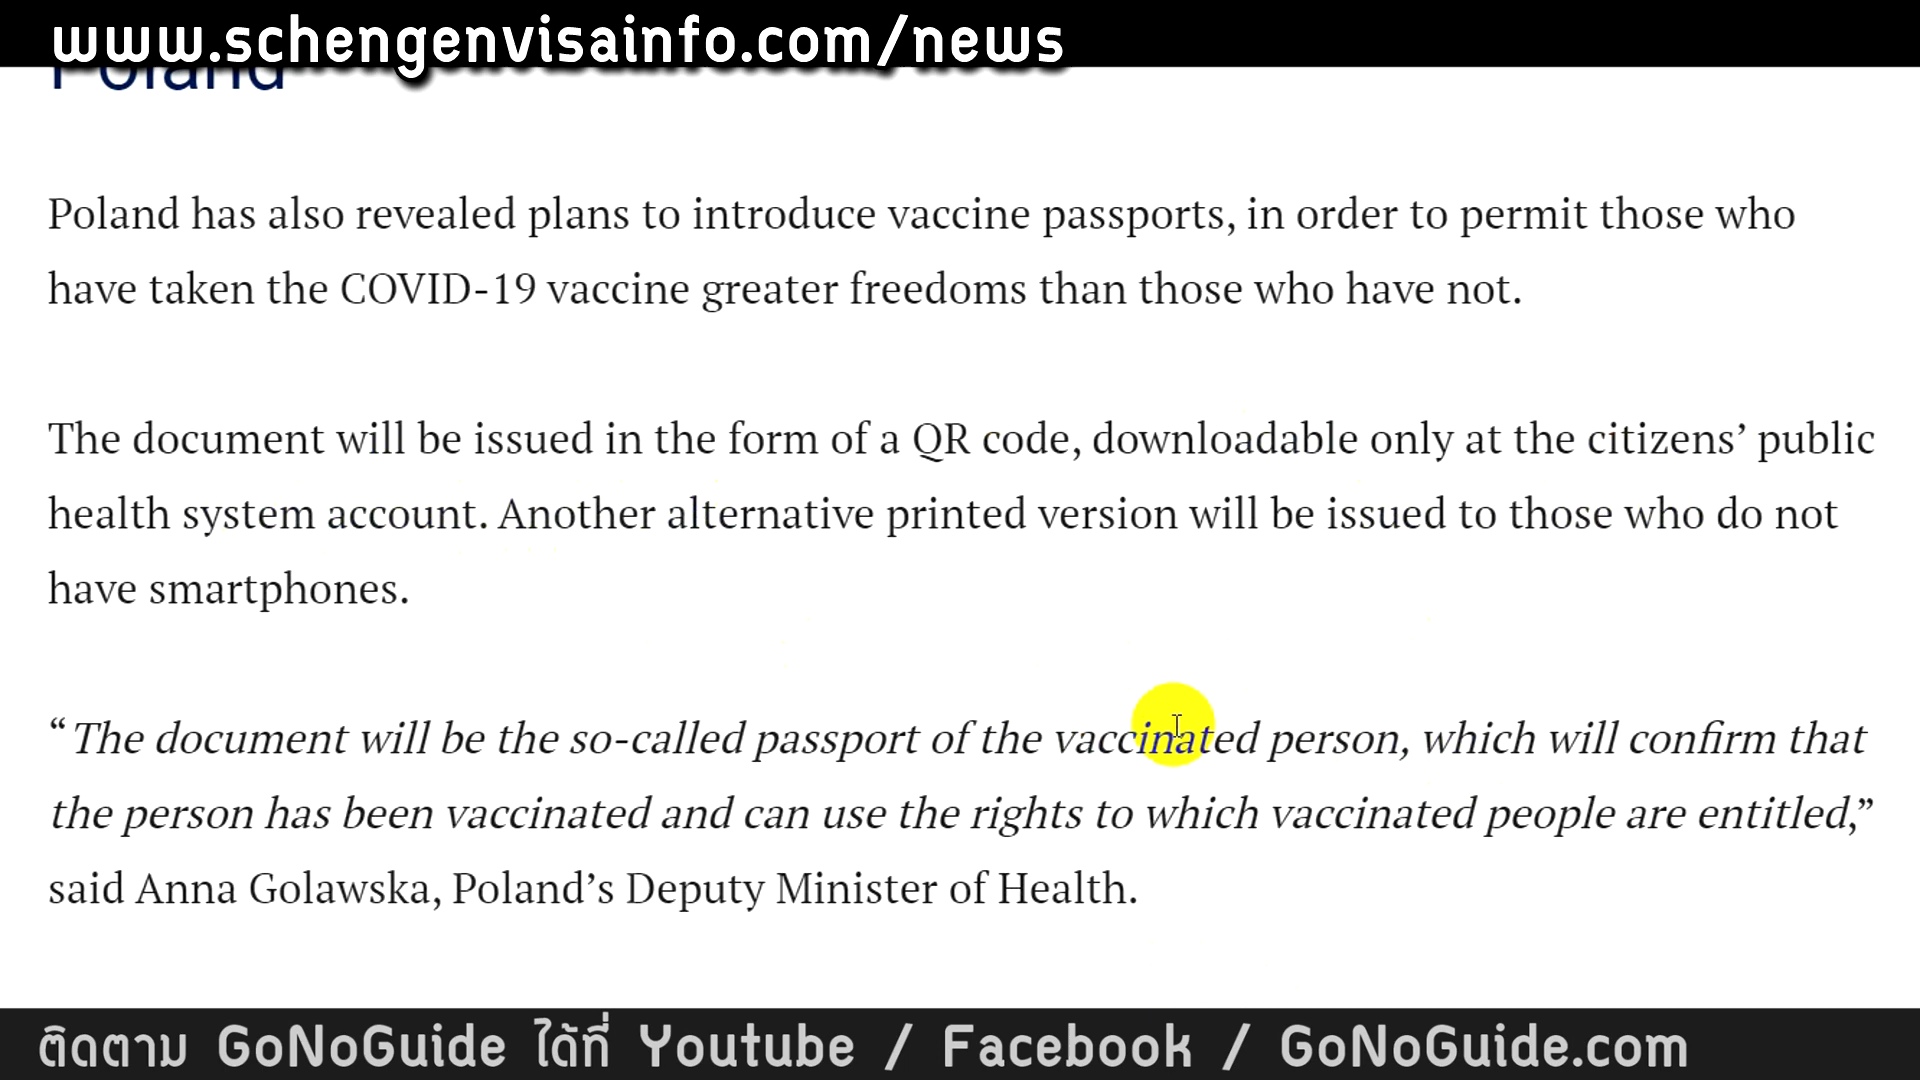 www.schengenvisainfo.com/news
Poland
Poland has also revealed plans to introduce vaccine passports, in order to permit those who
have taken the COVID-19 vaccine greater freedoms than those who have not.
The document will be issued in the form of a QR code, downloadable only at the citizens’ public
health system account. Another alternative printed version will be issued to those who do not
have smartphones.
“The document will be the so-called passport of the vaccinated person, which will confirm that
the person has been vaccinated and can use the rights to which vaccinated people are entitled,”
said Anna Golawska, Poland’s Deputy Minister of Health.
ติดตาม GoNoGuide ได้ที่ Youtube / Facebook / GoNoGuide.com